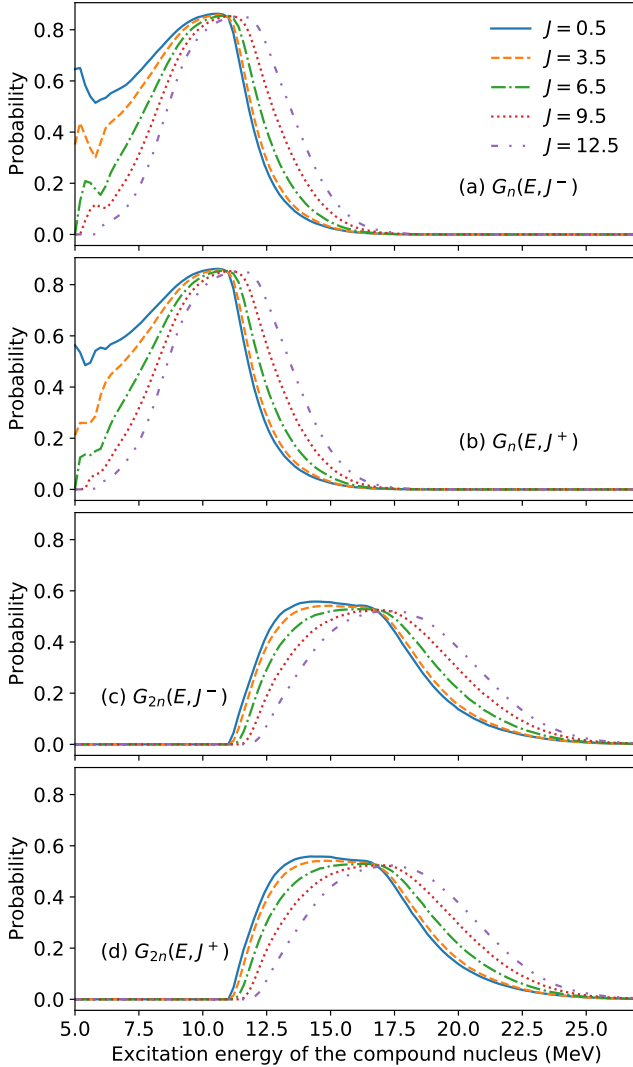 Probability
0.8
0.6
0.4
0.2
0.0
J = 0.5
J = 3.5
J = 6.5
J = 9.5
J = 12.5
(a) Gₙ(E, J⁻)
Probability
0.8
0.6
0.4
0.2
0.0
(b) Gₙ(E, J⁺)
Probability
0.8
0.6
0.4
0.2
0.0
(c) G₂ₙ(E, J⁻)
Probability
0.8
0.6
0.4
0.2
0.0
(d) G₂ₙ(E, J⁺)
5.0 7.5 10.0 12.5 15.0 17.5 20.0 22.5 25.0
Excitation energy of the compound nucleus (MeV)